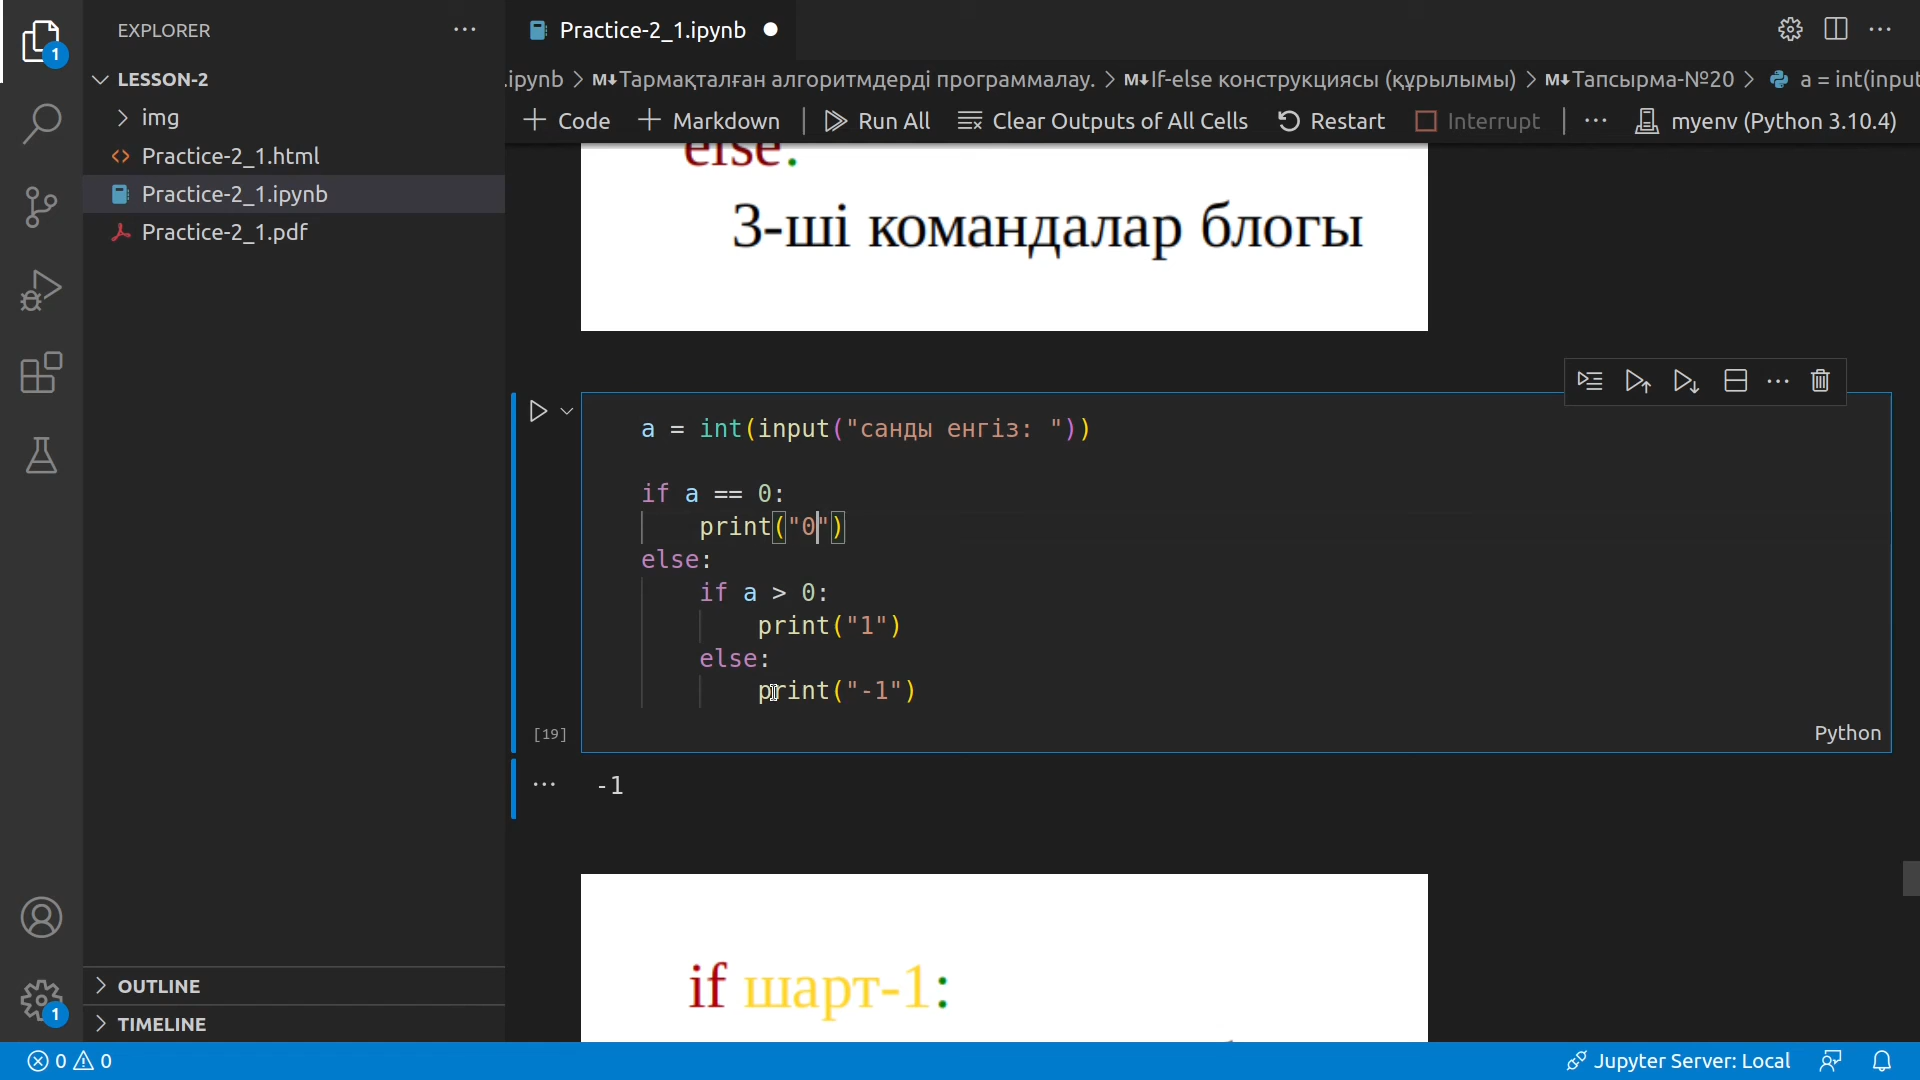 EXPLORER
Practice-2_1.ipynb
LESSON-2
.ipynb > M↓Тармақталған алгоритмдерді программалау. > M↓If-else конструкциясы (құрылымы) > M↓Тапсырма-№20 > a = int(input
img
Code Markdown Run All Clear Outputs of All Cells Restart Interrupt myenv (Python 3.10.4)
Practice-2_1.html
Practice-2_1.ipynb
Practice-2_1.pdf
else:
3-ші командалар блогы
a = int(input("санды енгіз: "))
if a == 0:
print("0")
else:
if a > 0:
print("1")
else:
print("-1")
[19]
Python
-1
if шарт-1:
OUTLINE
TIMELINE
1
1
0 0
Jupyter Server: Local